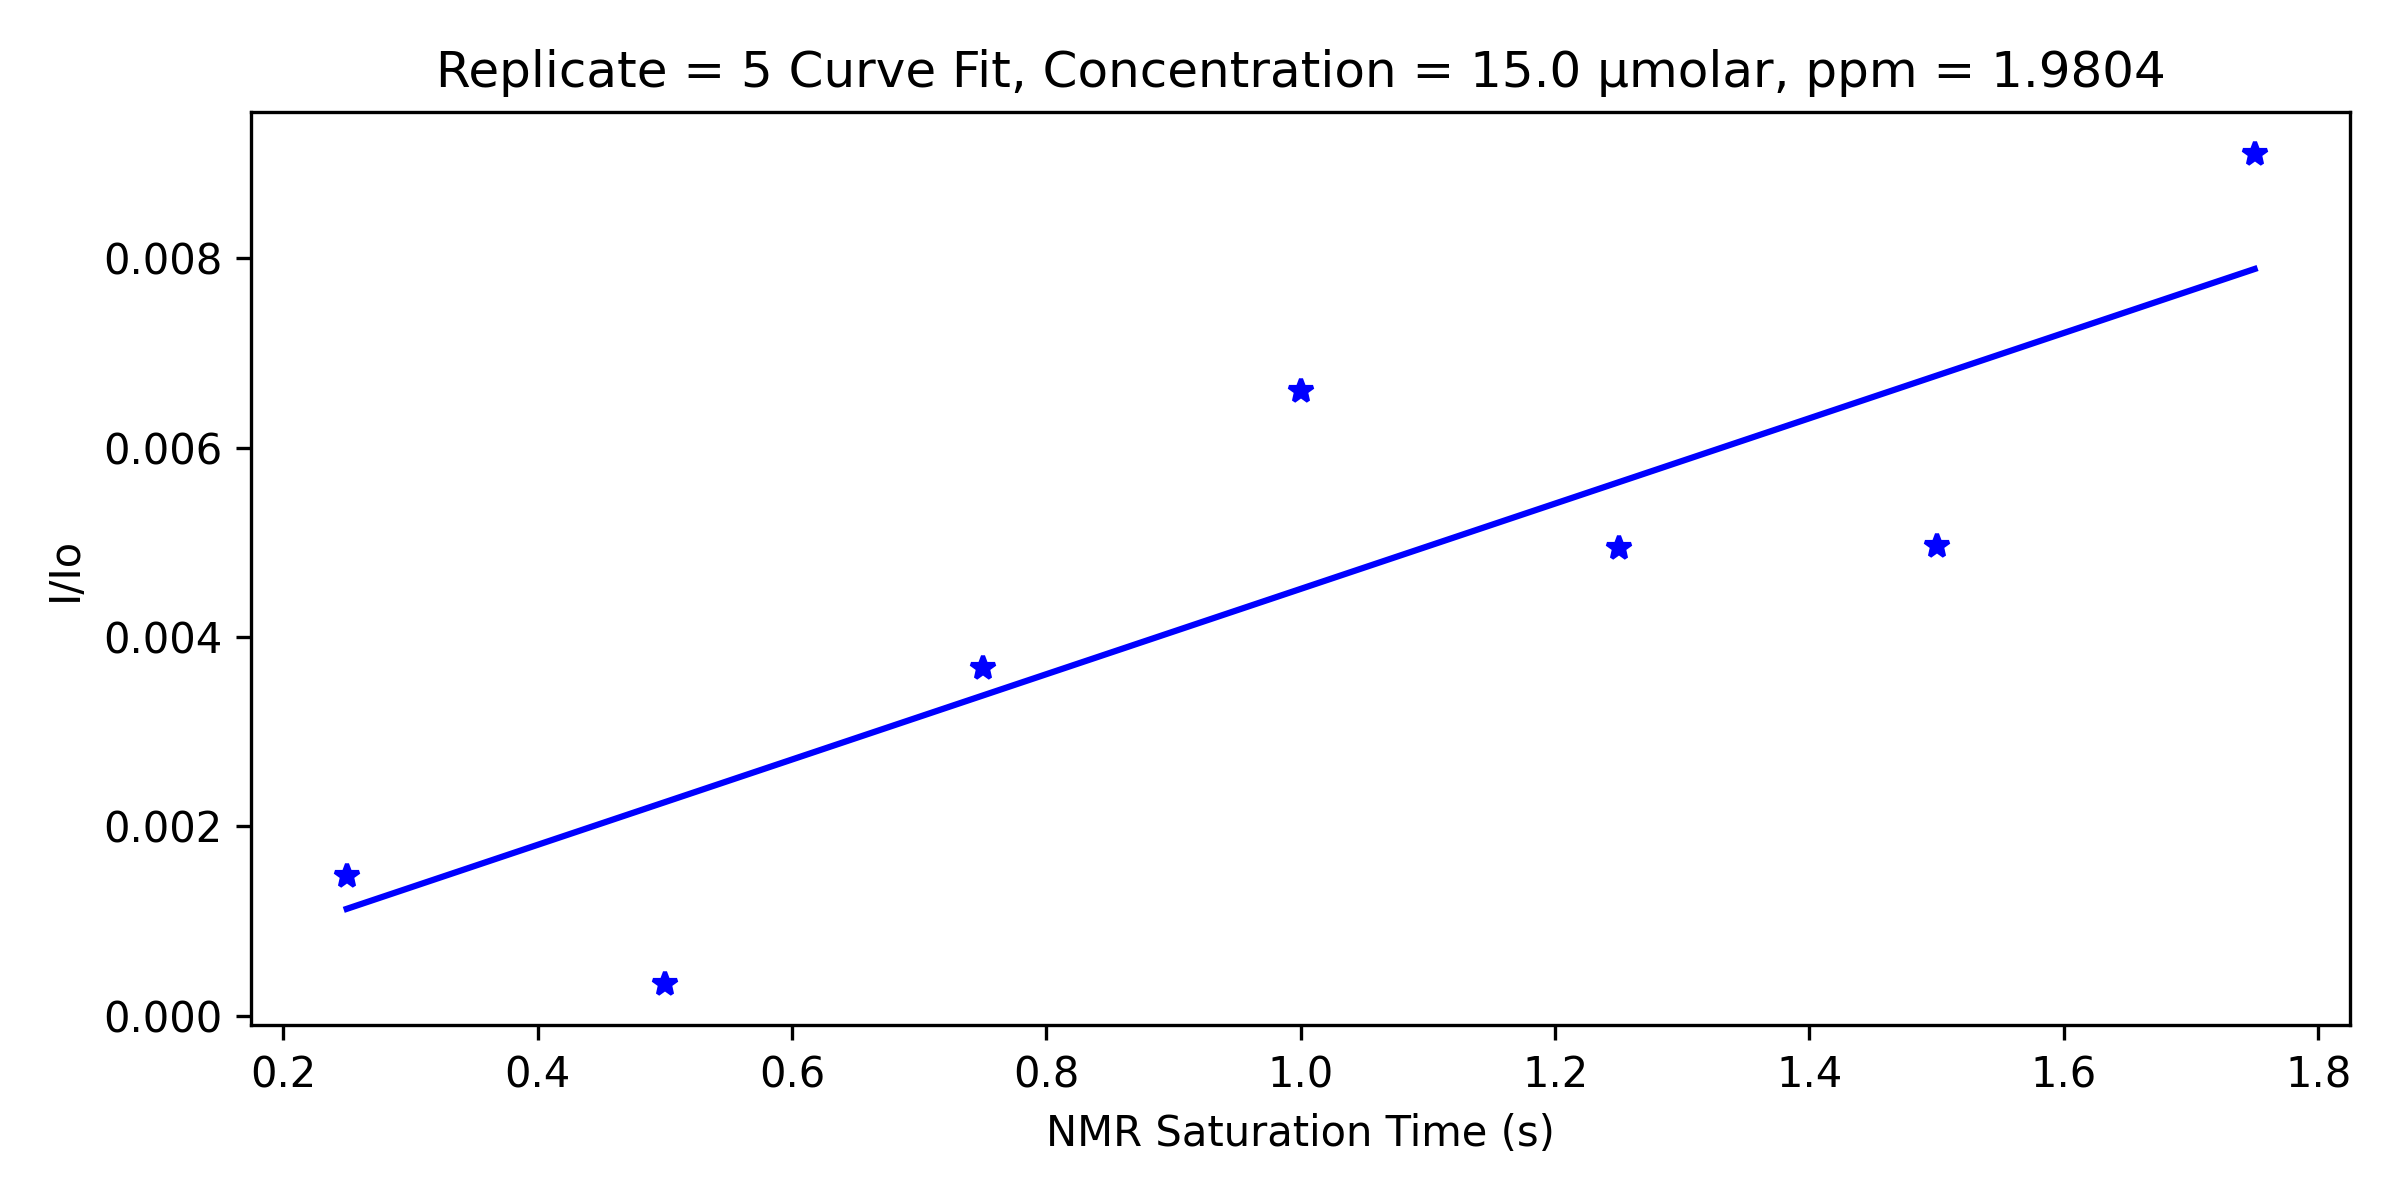 Replicate = 5 Curve Fit, Concentration = 15.0 µmolar, ppm = 1.9804
0.008
0.006
0.004
0.002
0.000
I/Io
0.2 0.4 0.6 0.8 1.0 1.2 1.4 1.6 1.8
NMR Saturation Time (s)